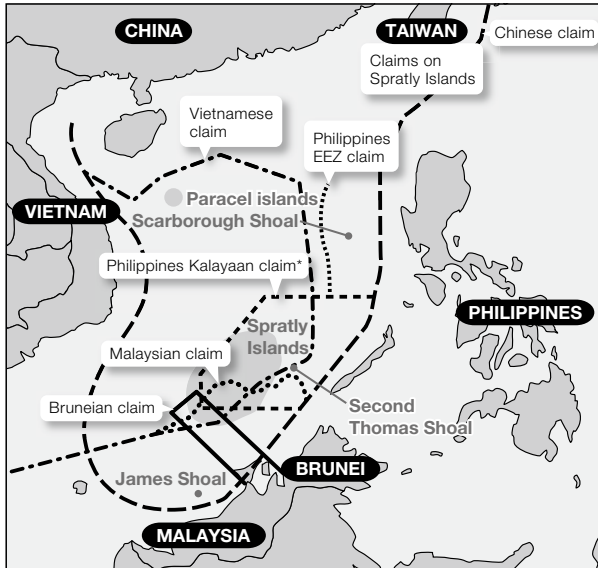 CHINA
TAIWAN
Chinese claim
Claims on
Spratly Islands
Vietnamese
claim
Philippines
EEZ claim
Paracel islands
VIETNAM
Scarborough Shoal
Philippines Kalayaan claim*
PHILIPPINES
Spratly
Islands
Malaysian claim
Bruneian claim
Second
Thomas Shoal
BRUNEI
James Shoal
MALAYSIA